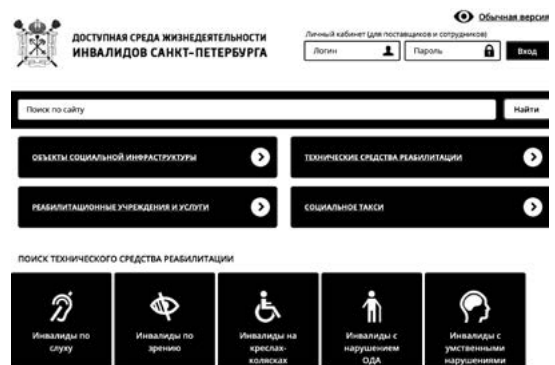 Обычная версия
ДОСТУПНАЯ СРЕДА ЖИЗНЕДЕЯТЕЛЬНОСТИ
ИНВАЛИДОВ САНКТ-ПЕТЕРБУРГА
Личный кабинет (для поставщиков и сотрудников)
Логин
Пароль
Вход
Поиск по сайту
Найти
ОБЪЕКТЫ СОЦИАЛЬНОЙ ИНФРАСТРУКТУРЫ
ТЕХНИЧЕСКИЕ СРЕДСТВА РЕАБИЛИТАЦИИ
РЕАБИЛИТАЦИОННЫЕ УЧРЕЖДЕНИЯ И УСЛУГИ
СОЦИАЛЬНОЕ ТАКСИ
ПОИСК ТЕХНИЧЕСКОГО СРЕДСТВА РЕАБИЛИТАЦИИ
Инвалиды по
слуху
Инвалиды по
зрению
Инвалиды на
креслах-
колясках
Инвалиды с
нарушением
ОДА
Инвалиды с
умственными
нарушениями